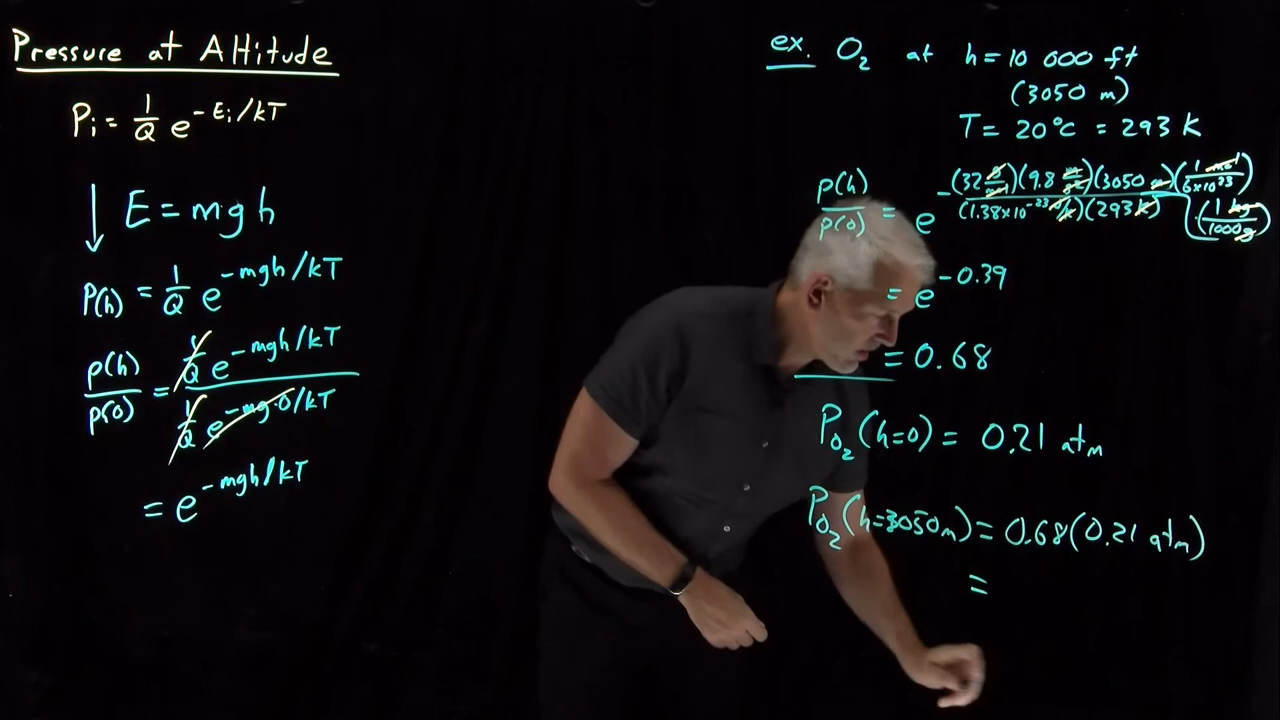 Pressure at Altitude
Pi = 1/Q e^-Ei/kT
↓ E = mgh
P(h) = 1/Q e^-mgh/kT
p(h)/p(0) = 1/Q e^-mgh/kT / 1/Q e^-mg·0/kT
= e^-mgh/kT
ex. O2 at h = 10 000 ft
(3050 m)
T = 20°C = 293 K
p(h)/p(0) = e^-(32 g/mol)(9.8 m/s²)(3050 m)(1 mol/6×10^23)/(1.38×10^-23 J/K)(293 K) ·(1 kg/1000g)
= e^-0.39
= 0.68
PO2(h=0) = 0.21 atm
PO2(h=3050m) = 0.68(0.21 atm)
=